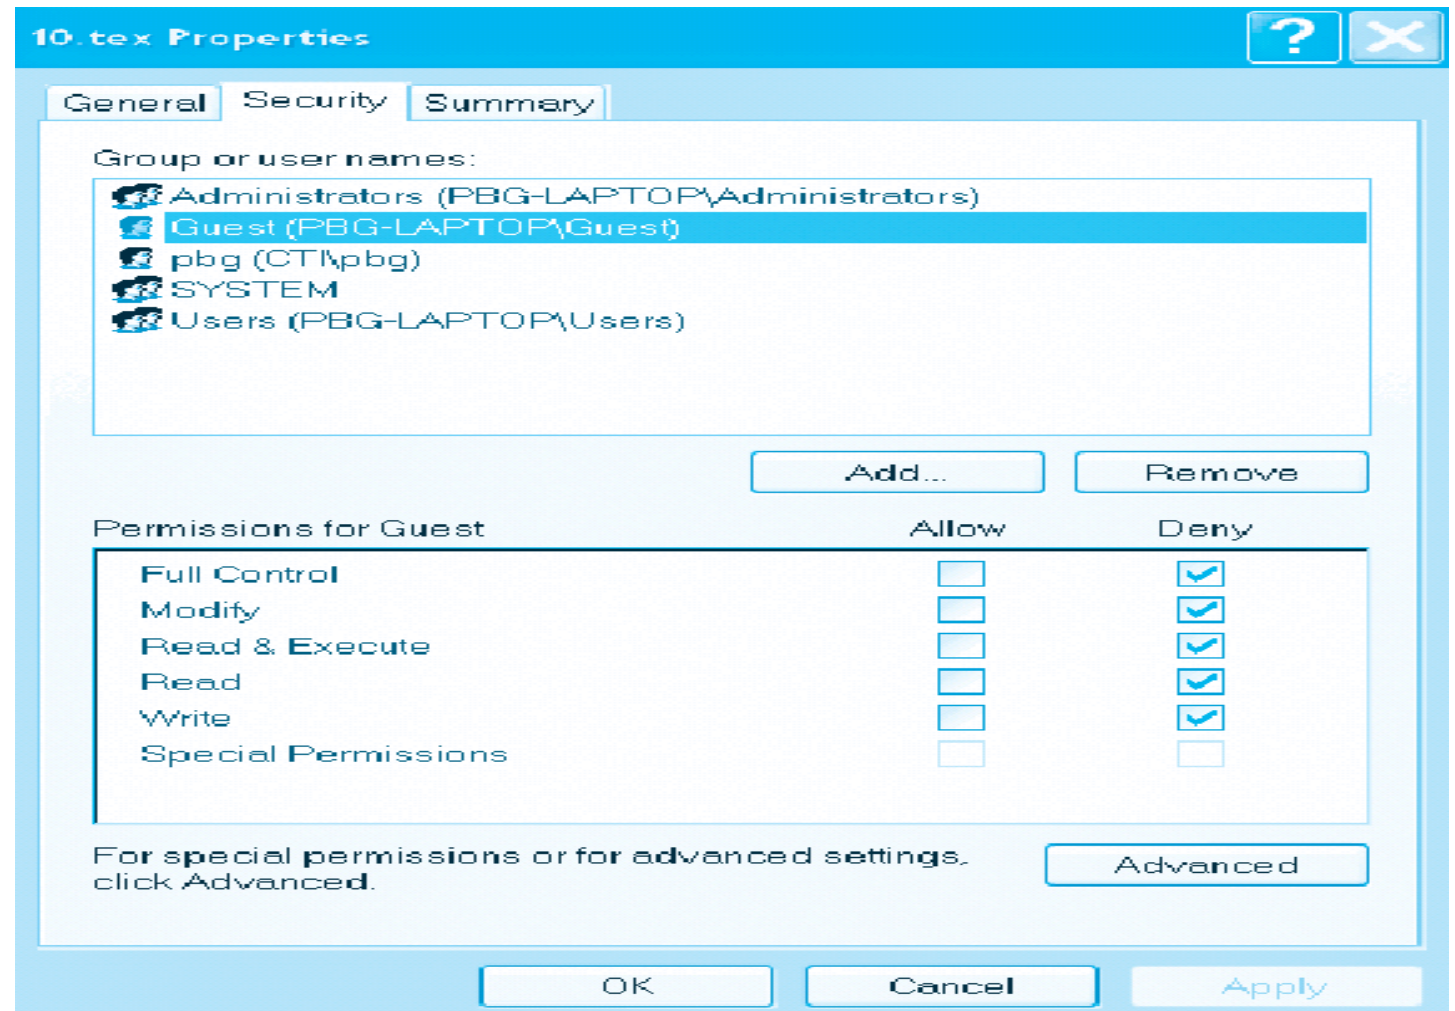 10.tex Properties
?
General Security Summary
Group or user names:
Administrators (PBG-LAPTOP\Administrators)
Guest (PBG-LAPTOP\Guest)
pbg (CTI\pbg)
SYSTEM
Users (PBG-LAPTOP\Users)
Add... Remove
Permissions for Guest Allow Deny
Full Control
Modify
Read & Execute
Read
Write
Special Permissions
For special permissions or for advanced settings,
click Advanced.
Advanced
OK Cancel Apply